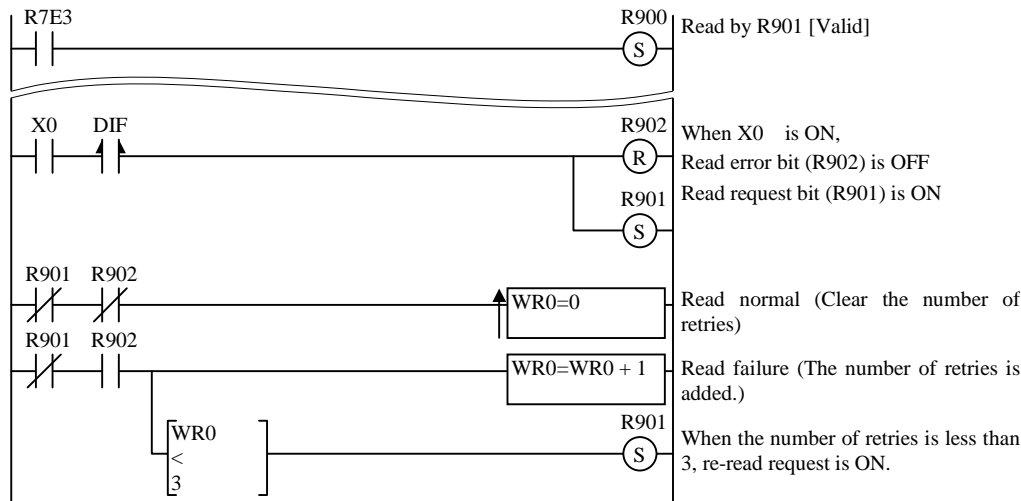 R7E3
R900
S
Read by R901 [Valid]
X0 DIF
R902
R
When X0 is ON,
Read error bit (R902) is OFF
R901
S
Read request bit (R901) is ON
R901 R902
WR0=0
Read normal (Clear the number of
retries)
R901 R902
WR0=WR0 + 1
Read failure (The number of retries is
added.)
WR0
<
3
R901
S
When the number of retries is less than
3, re-read request is ON.